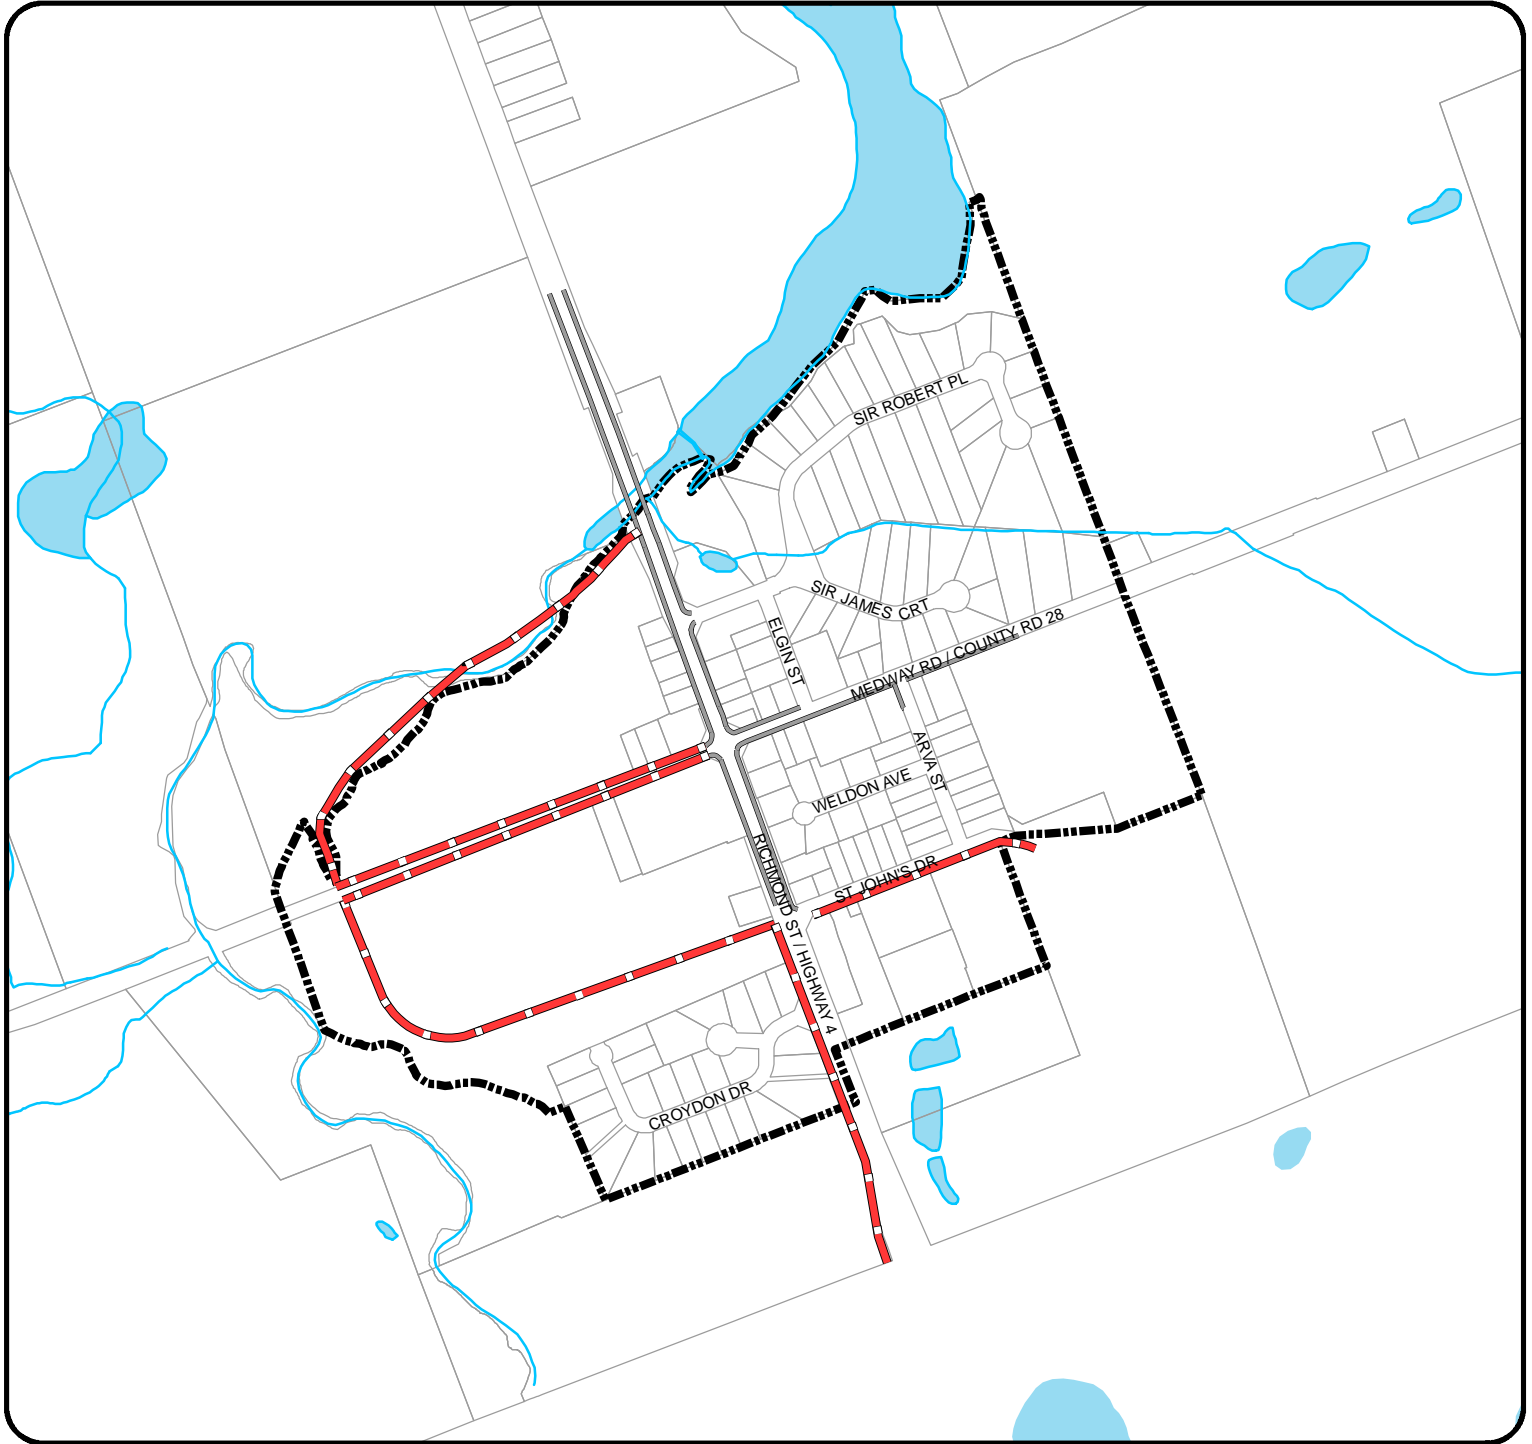 SIR ROBERT PL
SIR JAMES CRT
ELGIN ST
MEDWAY RD / COUNTY RD 28
ARVA ST
WELDON AVE
RICHMOND ST / HIGHWAY 4
ST JOHN'S DR
CROYDON DR